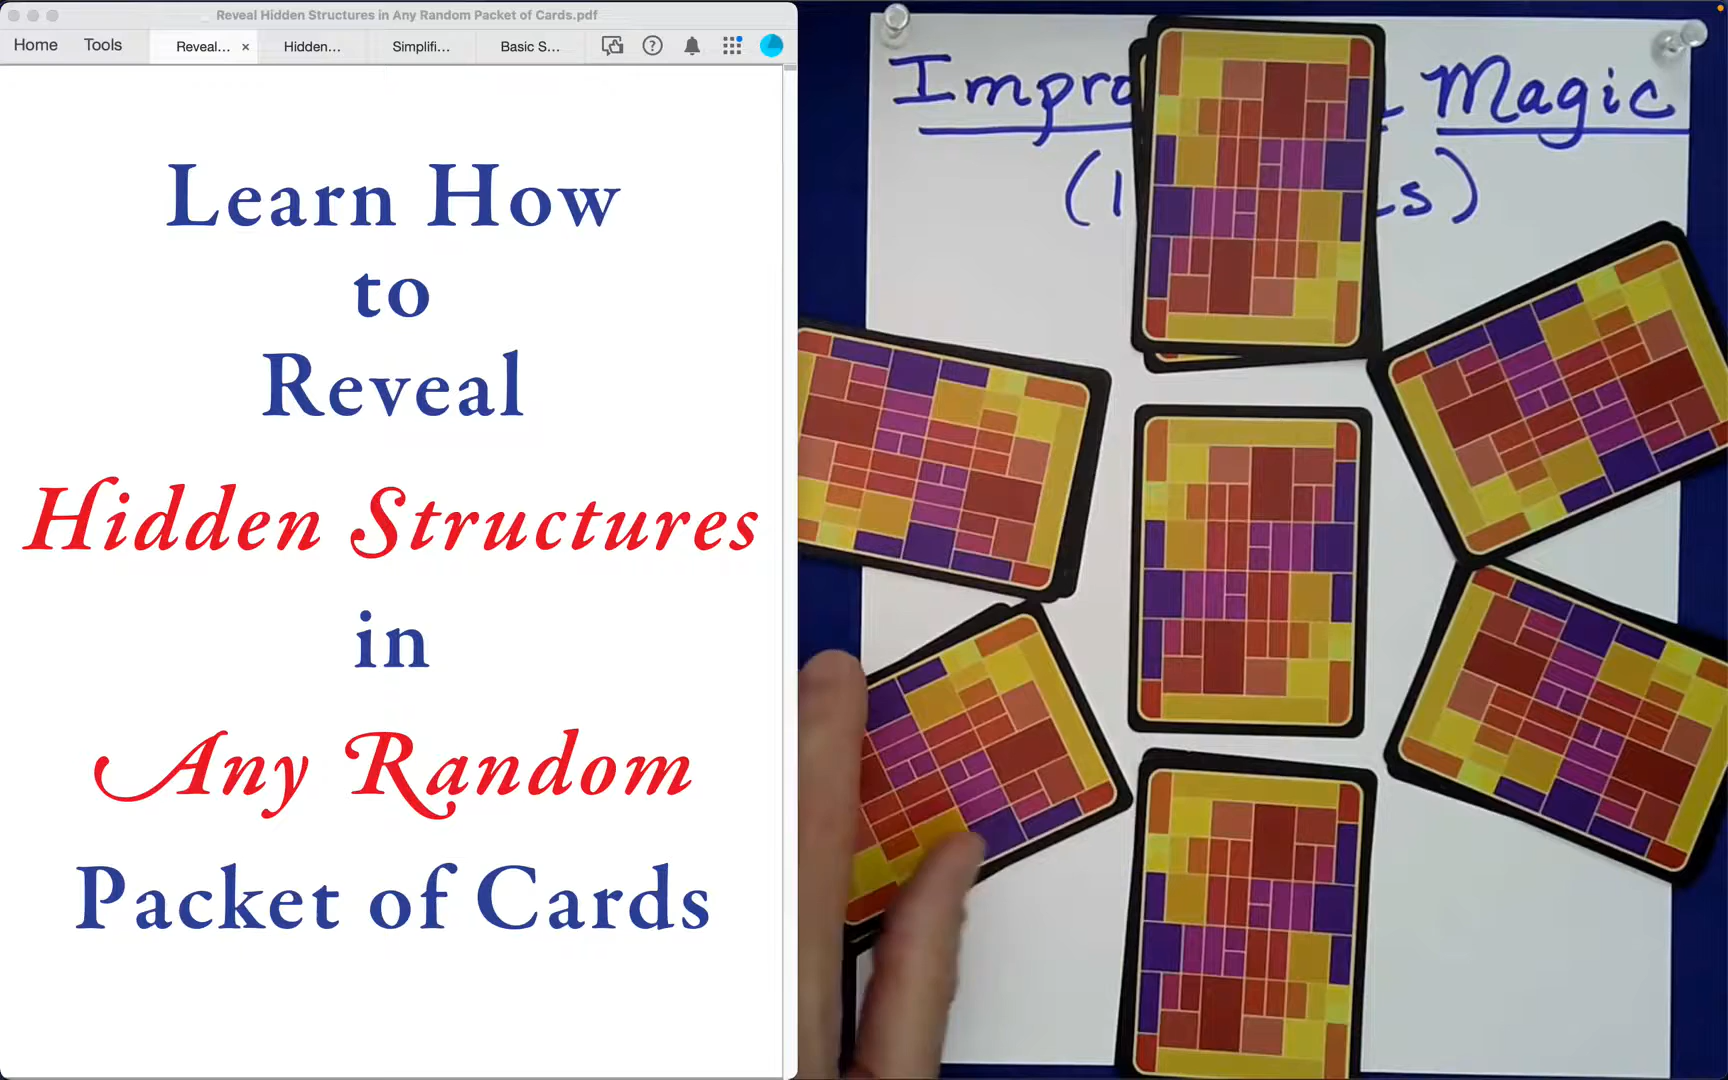 Reveal Hidden Structures in Any Random Packet of Cards.pdf
Home Tools Reveal... × Hidden... Simplifi... Basic S...
Learn How
to
Reveal
Hidden Structures
in
Any Random
Packet of Cards
Magic